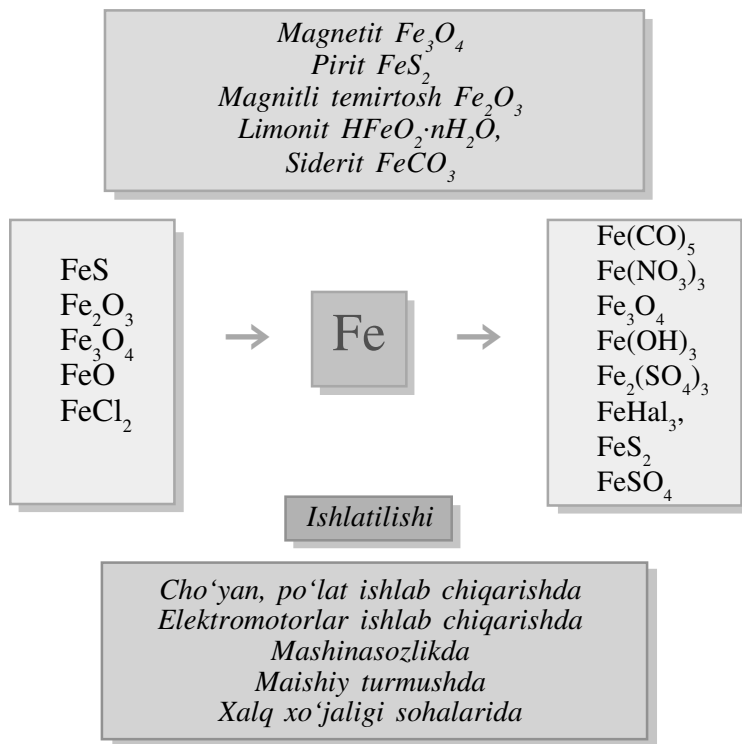 Magnetit Fe₃O₄
Pirit FeS₂
Magnitli temirtosh Fe₂O₃
Limonit HFeO₂·nH₂O,
Siderit FeCO₃
FeS
Fe₂O₃
Fe₃O₄
FeO
FeCl₂
Fe
Fe(CO)₅
Fe(NO₃)₃
Fe₃O₄
Fe(OH)₃
Fe₂(SO₄)₃
FeHal₃,
FeS₂
FeSO₄
Ishlatilishi
Cho‘yan, po‘lat ishlab chiqarishda
Elektromotorlar ishlab chiqarishda
Mashinasozlikda
Maishiy turmushda
Xalq xo‘jaligi sohalarida